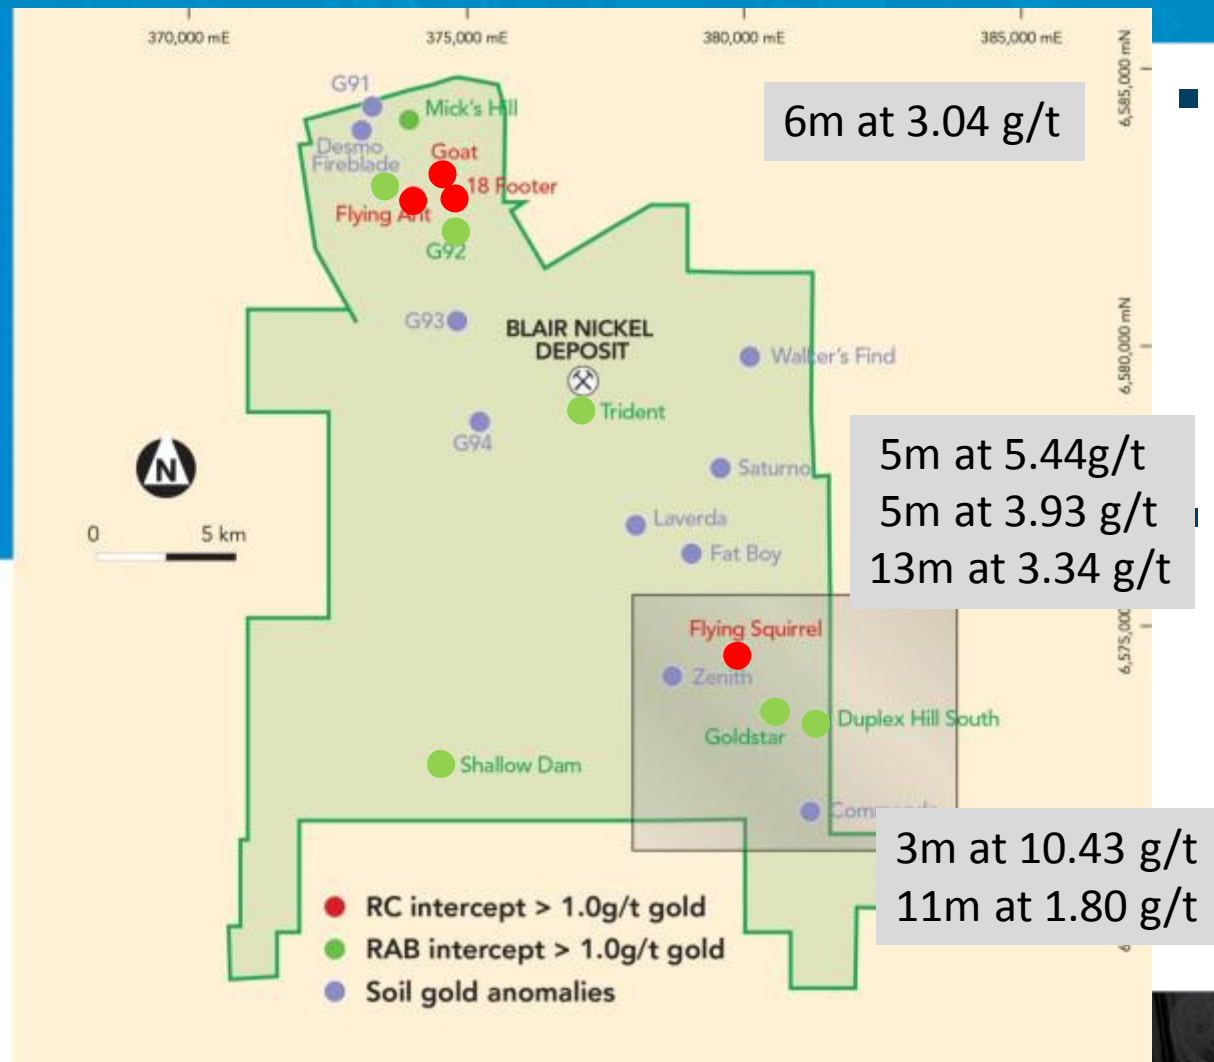 370,000 mE
375,000 mE
380,000 mE
385,000 mE
6,585,000 mN
G91
Mick's Hill
6m at 3.04 g/t
Desmo
Fireblade
Goat
18 Footer
Flying Ant
G92
G93
BLAIR NICKEL
DEPOSIT
Walker's Find
6,580,000 mN
Trident
G94
N
Saturno
5m at 5.44g/t
5m at 3.93 g/t
13m at 3.34 g/t
0 5 km
Laverda
Fat Boy
Flying Squirrel
6,575,000
Zenith
Goldstar
Duplex Hill South
Shallow Dam
3m at 10.43 g/t
11m at 1.80 g/t
RC intercept > 1.0g/t gold
RAB intercept > 1.0g/t gold
Soil gold anomalies